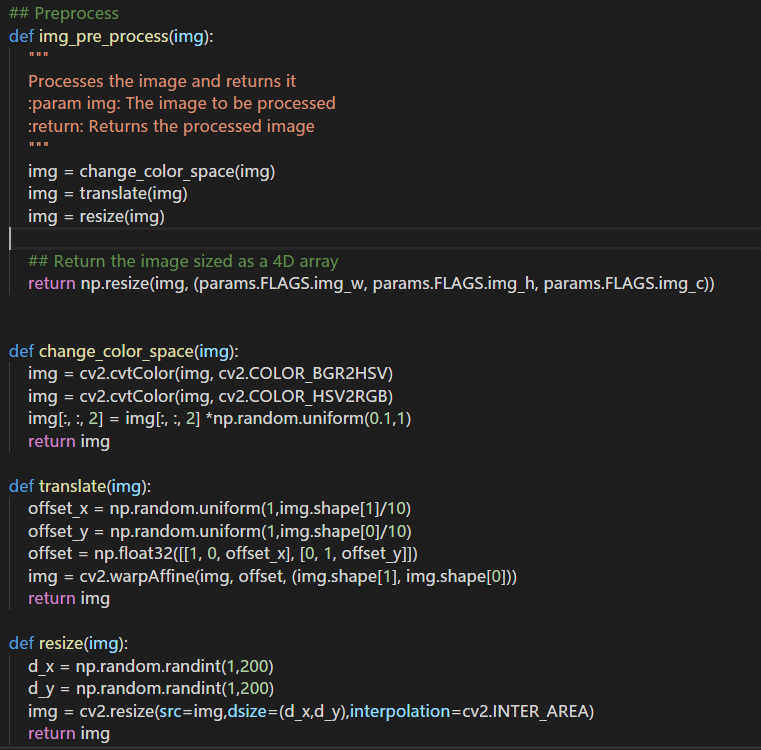 ## Preprocess
def img_pre_process(img):
    """
    Processes the image and returns it
    :param img: The image to be processed
    :return: Returns the processed image
    """
    img = change_color_space(img)
    img = translate(img)
    img = resize(img)

    ## Return the image sized as a 4D array
    return np.resize(img, (params.FLAGS.img_w, params.FLAGS.img_h, params.FLAGS.img_c))


def change_color_space(img):
    img = cv2.cvtColor(img, cv2.COLOR_BGR2HSV)
    img = cv2.cvtColor(img, cv2.COLOR_HSV2RGB)
    img[:, :, 2] = img[:, :, 2] *np.random.uniform(0.1,1)
    return img

def translate(img):
    offset_x = np.random.uniform(1,img.shape[1]/10)
    offset_y = np.random.uniform(1,img.shape[0]/10)
    offset = np.float32([[1, 0, offset_x], [0, 1, offset_y]])
    img = cv2.warpAffine(img, offset, (img.shape[1], img.shape[0]))
    return img

def resize(img):
    d_x = np.random.randint(1,200)
    d_y = np.random.randint(1,200)
    img = cv2.resize(src=img,dsize=(d_x,d_y),interpolation=cv2.INTER_AREA)
    return img